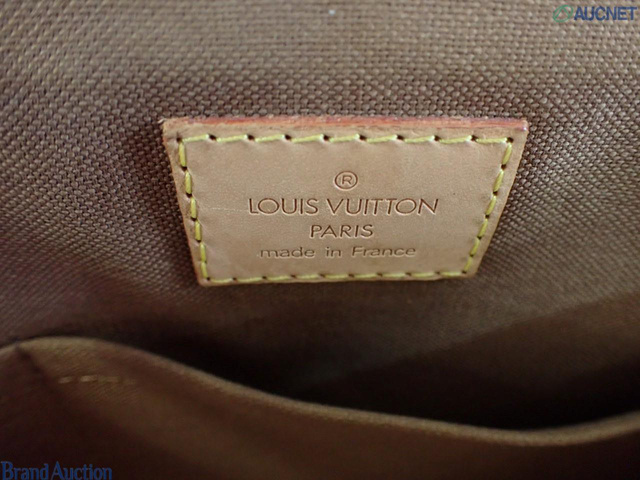 AUCNET
®
LOUIS VUITTON
PARIS
made in France
Brand Auction